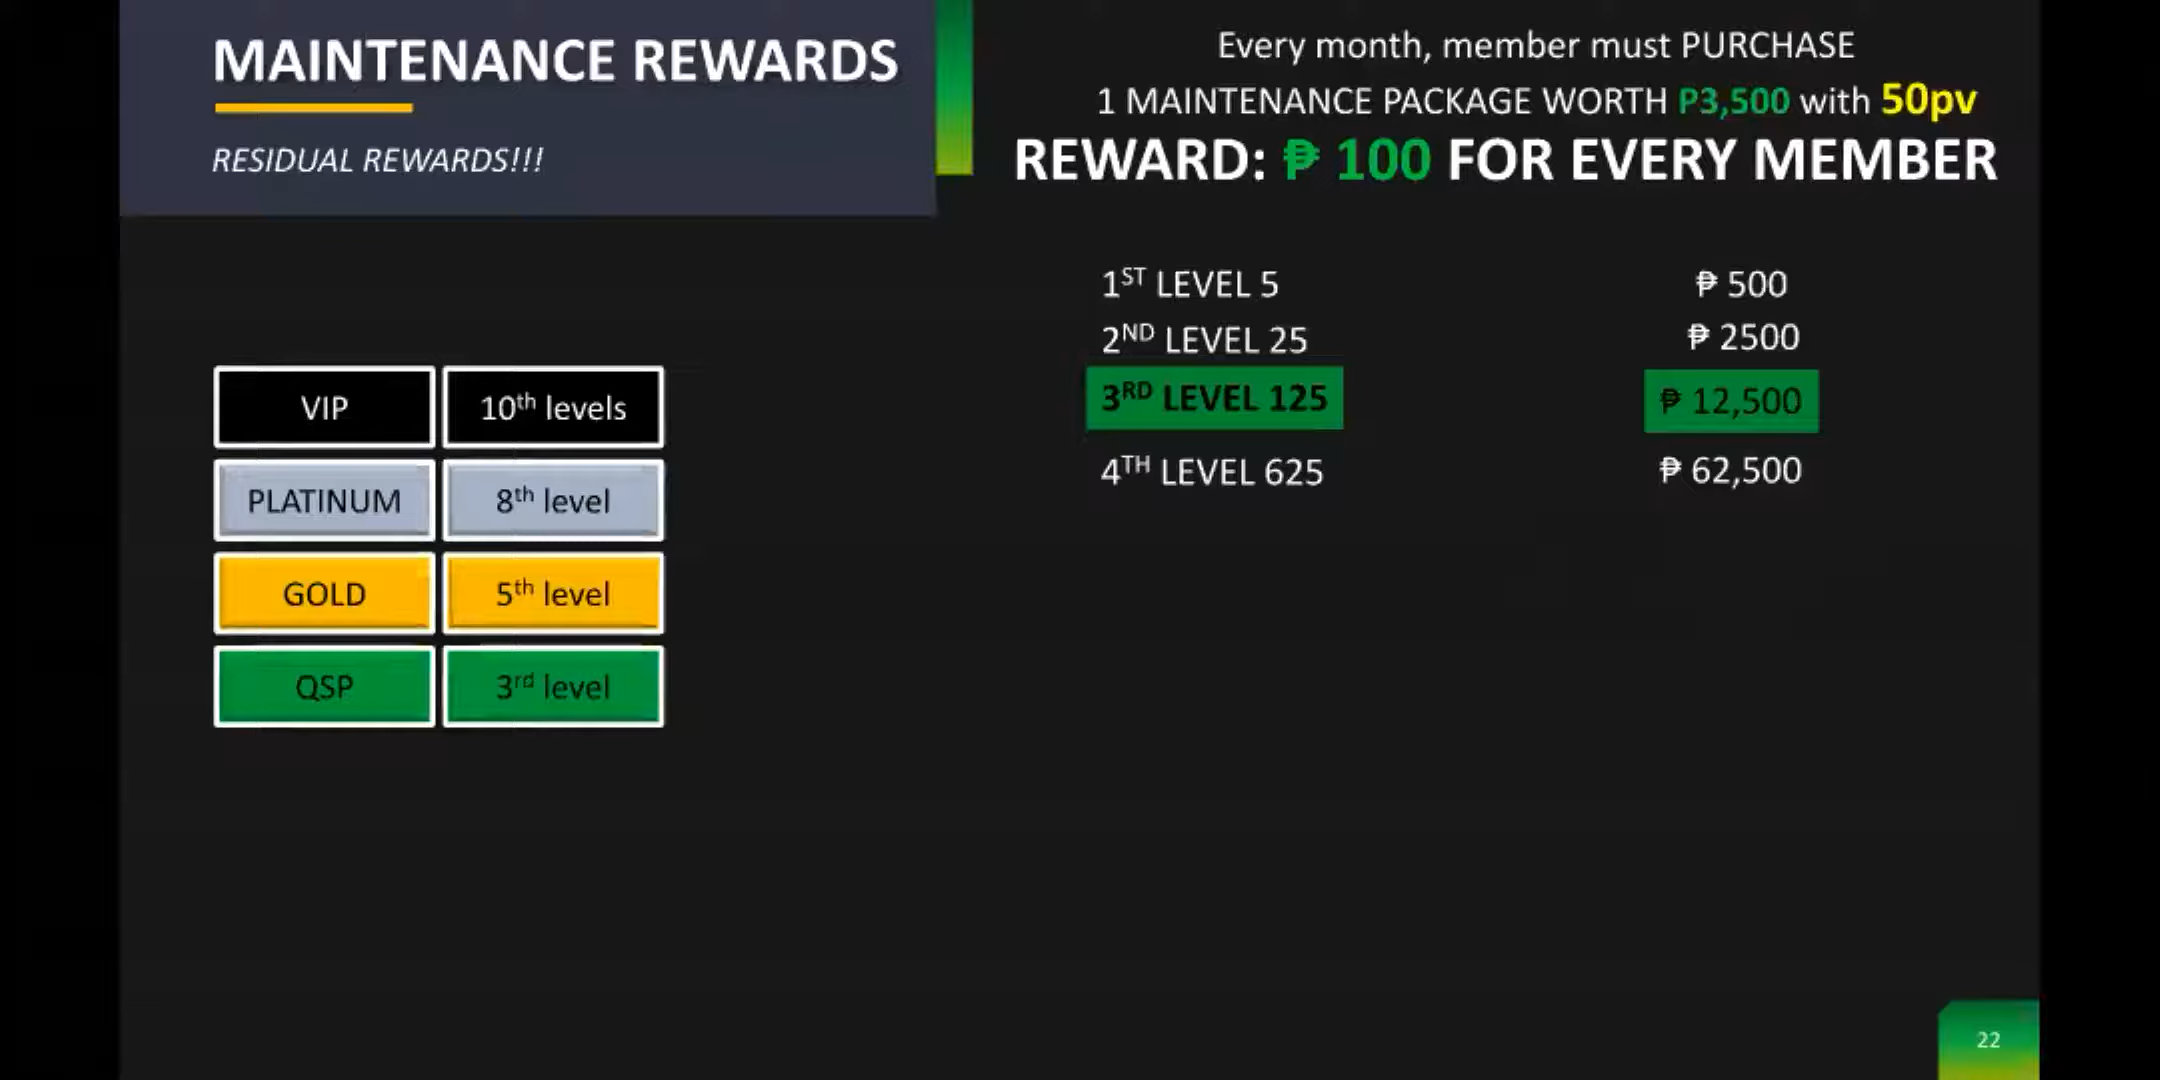 MAINTENANCE REWARDS
RESIDUAL REWARDS!!!
Every month, member must PURCHASE
1 MAINTENANCE PACKAGE WORTH P3,500 with 50pv
REWARD: ₱ 100 FOR EVERY MEMBER
1ST LEVEL 5 ₱ 500
2ND LEVEL 25 ₱ 2500
3RD LEVEL 125 ₱ 12,500
4TH LEVEL 625 ₱ 62,500
VIP 10th levels
PLATINUM 8th level
GOLD 5th level
QSP 3rd level
22